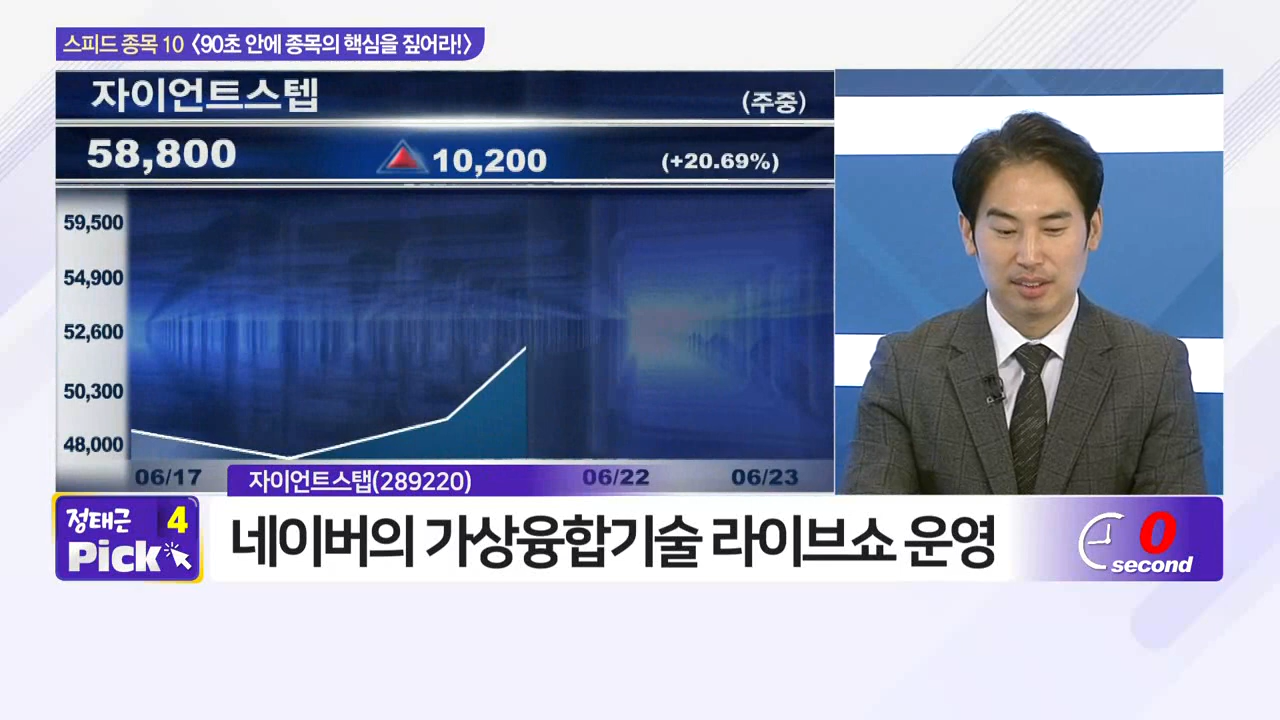 스피드 종목 10 <90초 안에 종목의 핵심을 짚어라!>
자이언트스텝
(주중)
58,800 ▲ 10,200 (+20.69%)
59,500
54,900
52,600
50,300
48,000
06/17 06/22 06/23
자이언트스탭(289220)
정태근 4
Pick
네이버의 가상융합기술 라이브쇼 운영
0
second